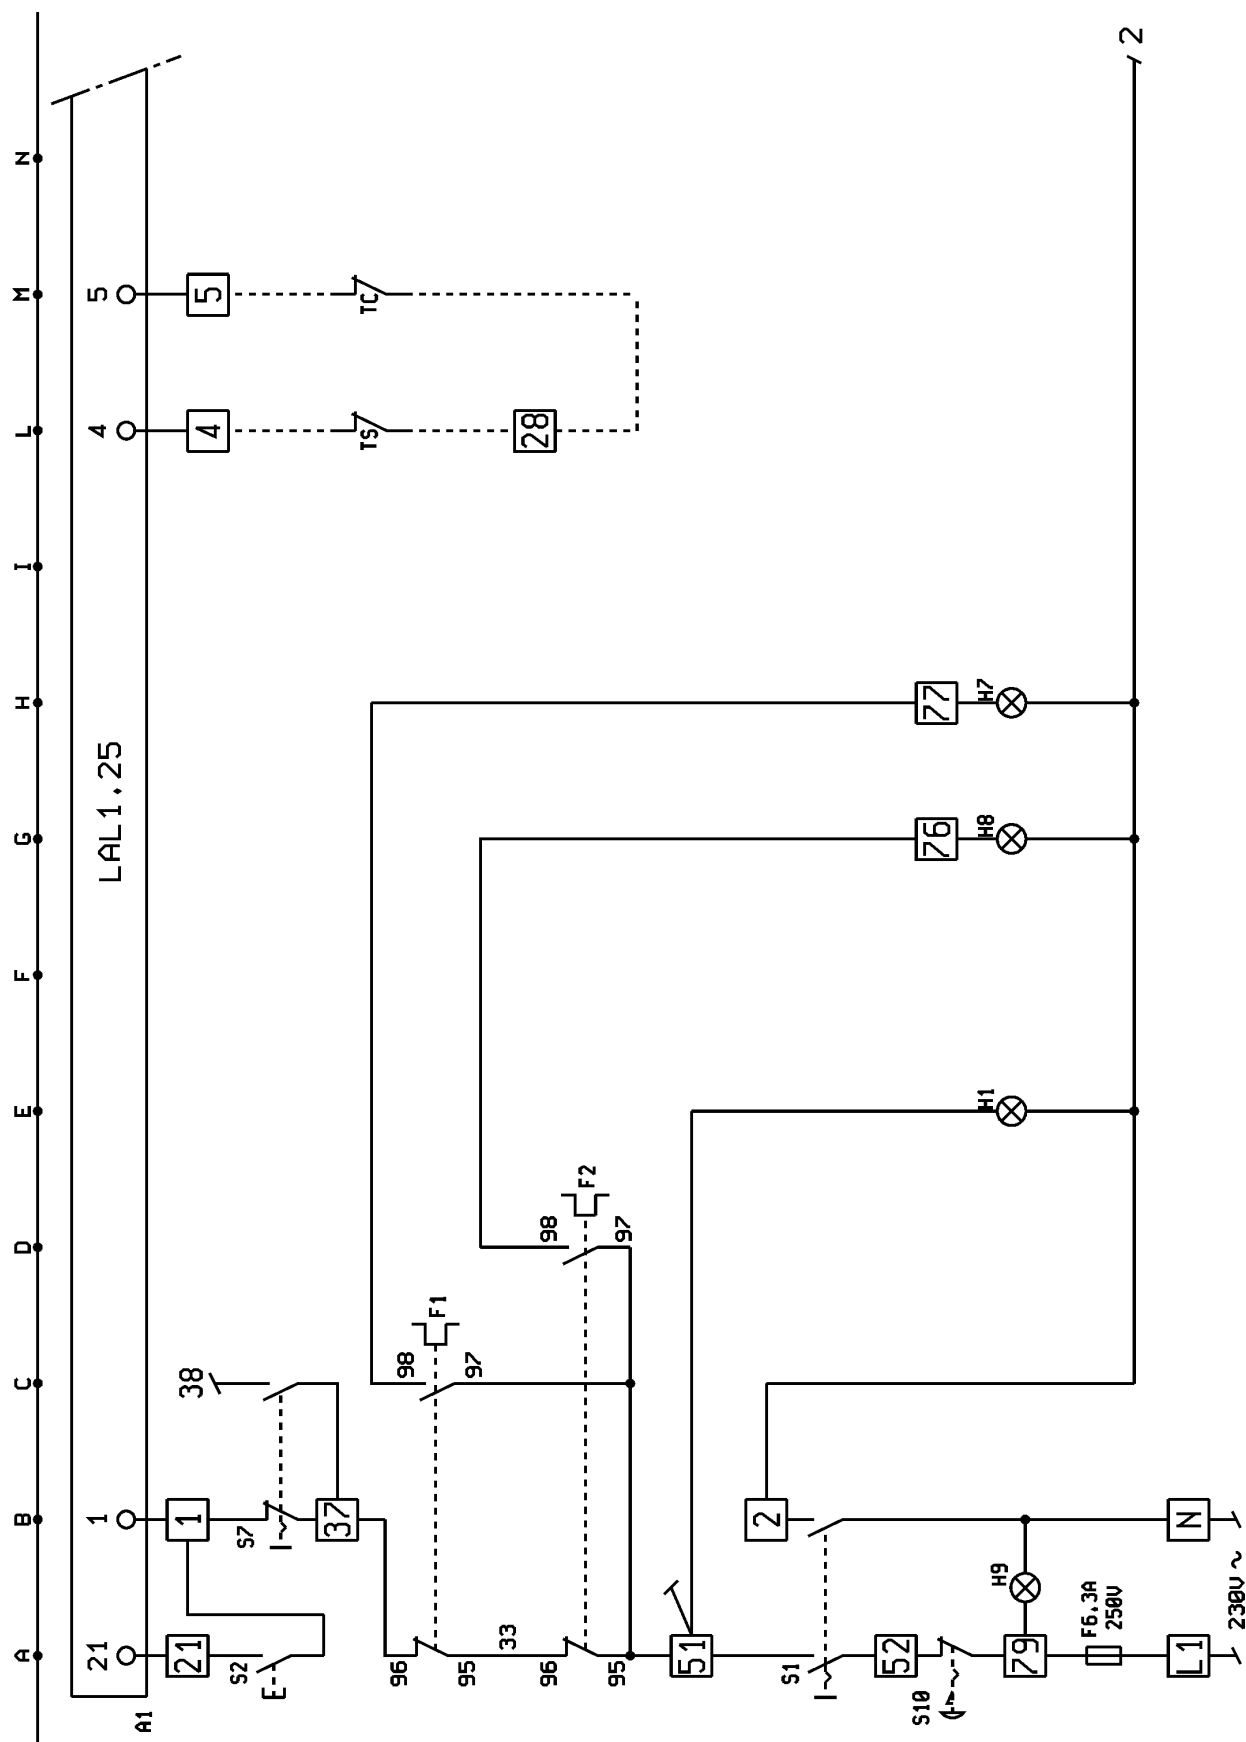 A B C D E F G H I L M N
21 1 LAL1.25 4 5
A1
21 1 38 4 5
S2 S7
37
TS TC
96 98 F1
95 97
33
28
96 98 F2
95 97
51
2
S1
52
S10
76 77
H9 H1 H8 H7
79
F6.3A
250V
2
L1 N
230V ~